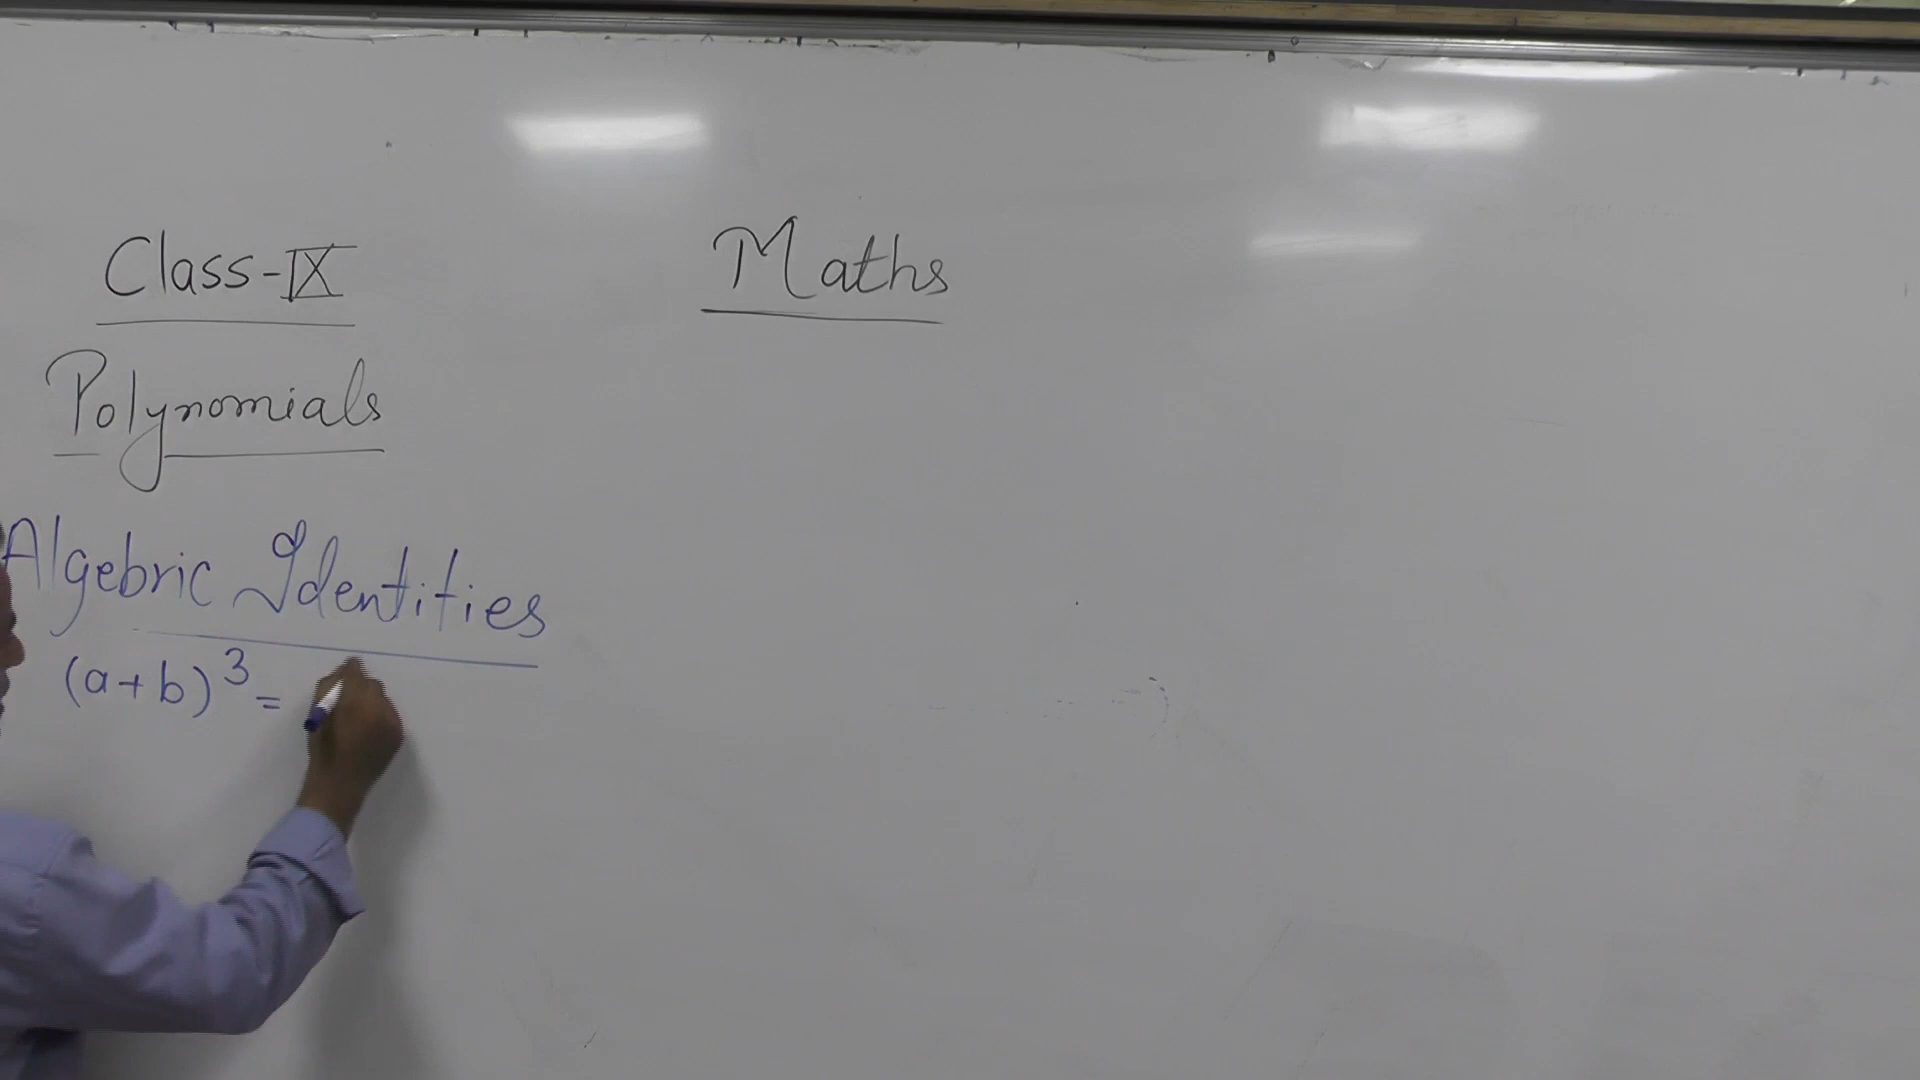 Class-IX Maths
Polynomials
Algebric Identities
(a+b)³=